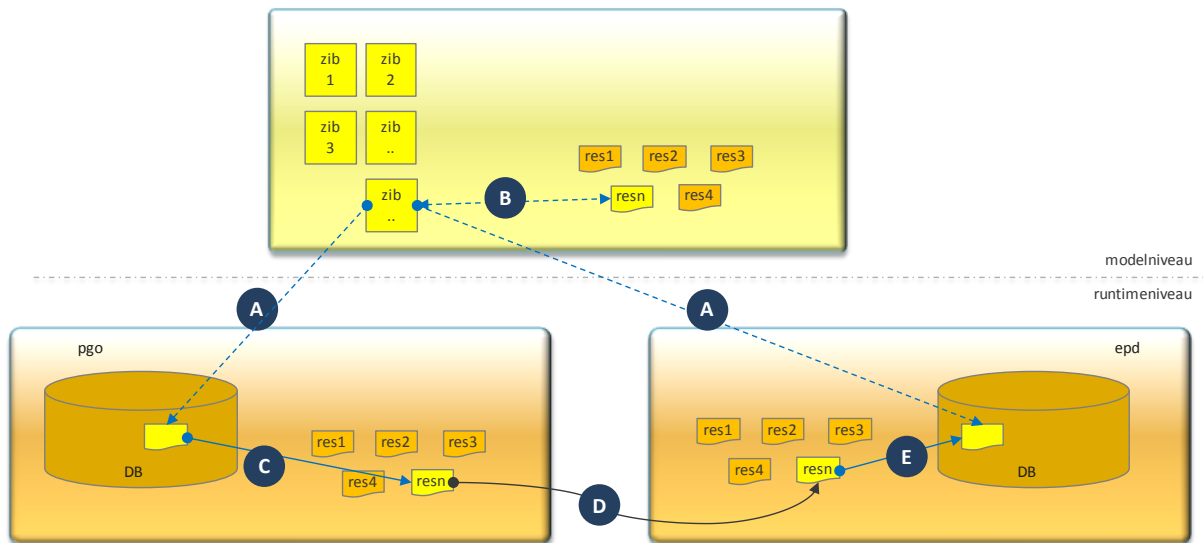 zib
1
zib
2
zib
3
zib
..
res1
res2
res3
zib
..
B
resn
res4
modelniveau
runtimeniveau
A
A
pgo
epd
DB
res1
res2
res3
C
res4
resn
D
res1
res2
res3
res4
resn
E
DB